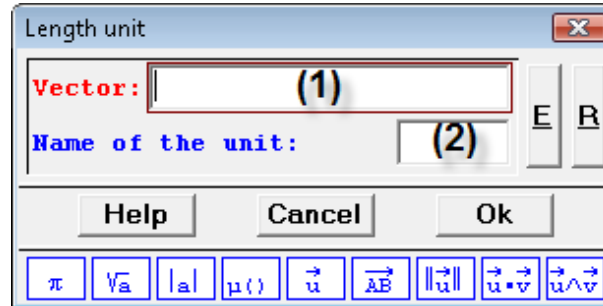 Length unit
Vector: (1)
Name of the unit: (2)
E R
Help Cancel Ok
π √a |a| μ() u⃗ AB⃗ ‖u⃗‖ u⃗•v⃗ u⃗∧v⃗